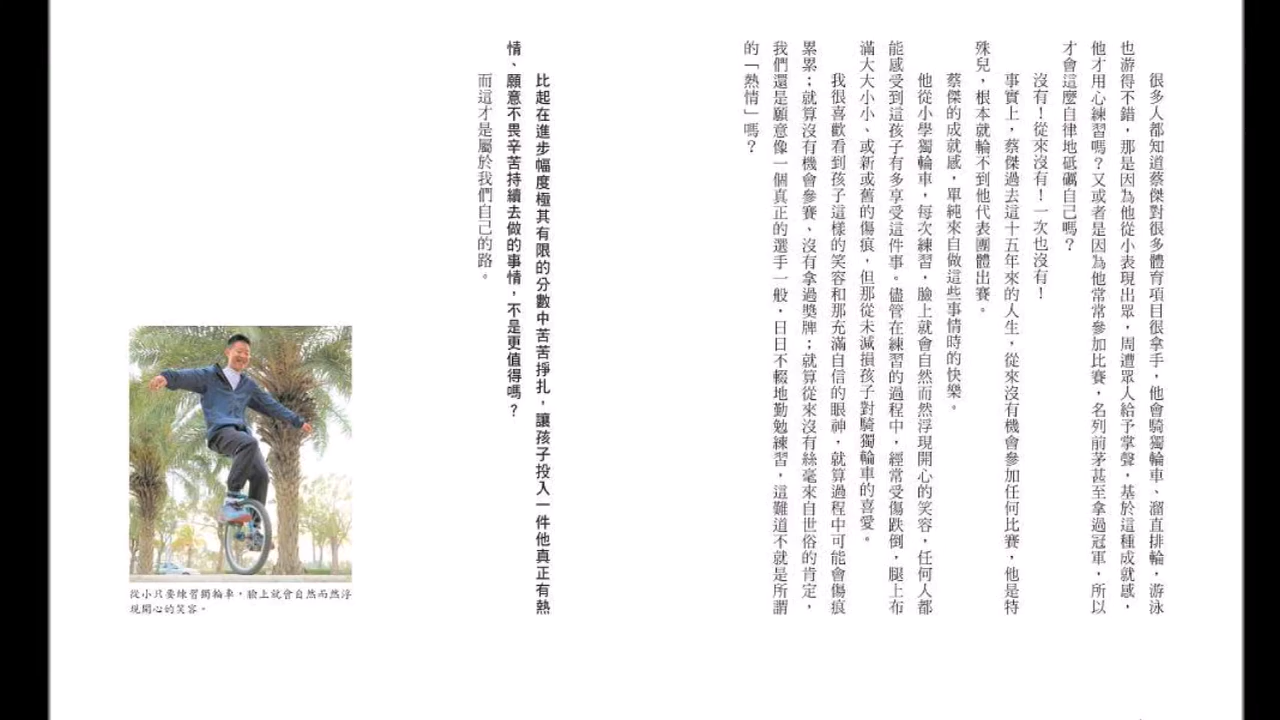 很多人都知道蔡傑對很多體育項目很拿手，他會騎獨輪車、溜直排輪，游泳
也游得不錯，那是因為他從小表現出眾，周遭眾人給予掌聲，基於這種成就感，
他才用心練習嗎？又或者是因為他常常參加比賽，名列前茅甚至拿過冠軍，所以
才會這麼自律地砥礪自己嗎？
沒有！從來沒有！一次也沒有！
事實上，蔡傑過去這十五年來的人生，從來沒有機會參加任何比賽，他是特
殊兒，根本就輪不到他代表團體出賽。
蔡傑的成就感，單純來自做這些事情時的快樂。
他從小學獨輪車，每次練習，臉上就會自然而然浮現開心的笑容，任何人都
能感受到這孩子有多享受這件事。儘管在練習的過程中，經常受傷跌倒，腿上布
滿大大小小、或新或舊的傷痕，但那從未減損孩子對騎獨輪車的喜愛。
我很喜歡看到孩子這樣的笑容和那充滿自信的眼神，就算過程中可能會傷痕
累累；就算沒有機會參賽、沒有拿過獎牌；就算從來沒有絲毫來自世俗的肯定，
我們還是願意像一個真正的選手一般，日日不輟地勤勉練習，這難道不就是所謂
的「熱情」嗎？
比起在進步幅度極其有限的分數中苦苦掙扎，讓孩子投入一件他真正有熱
情、願意不畏辛苦持續去做的事情，不是更值得嗎？
而這才是屬於我們自己的路。
從小只要練習獨輪車，臉上就會自然而然浮
現開心的笑容。